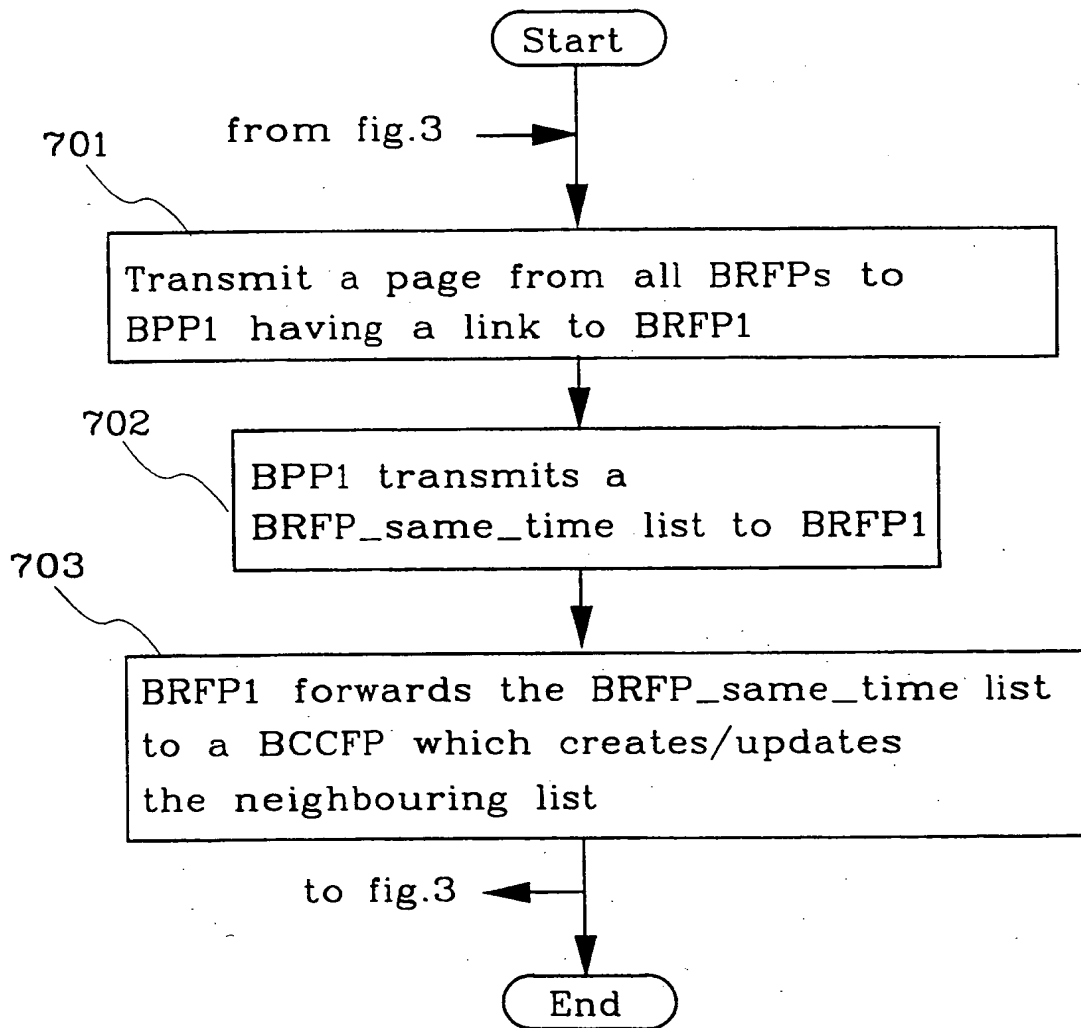 Start
from fig.3
701
Transmit a page from all BRFPs to
BPP1 having a link to BRFP1
702
BPP1 transmits a
BRFP_same_time list to BRFP1
703
BRFP1 forwards the BRFP_same_time list
to a BCCFP which creates/updates
the neighbouring list
to fig.3
End